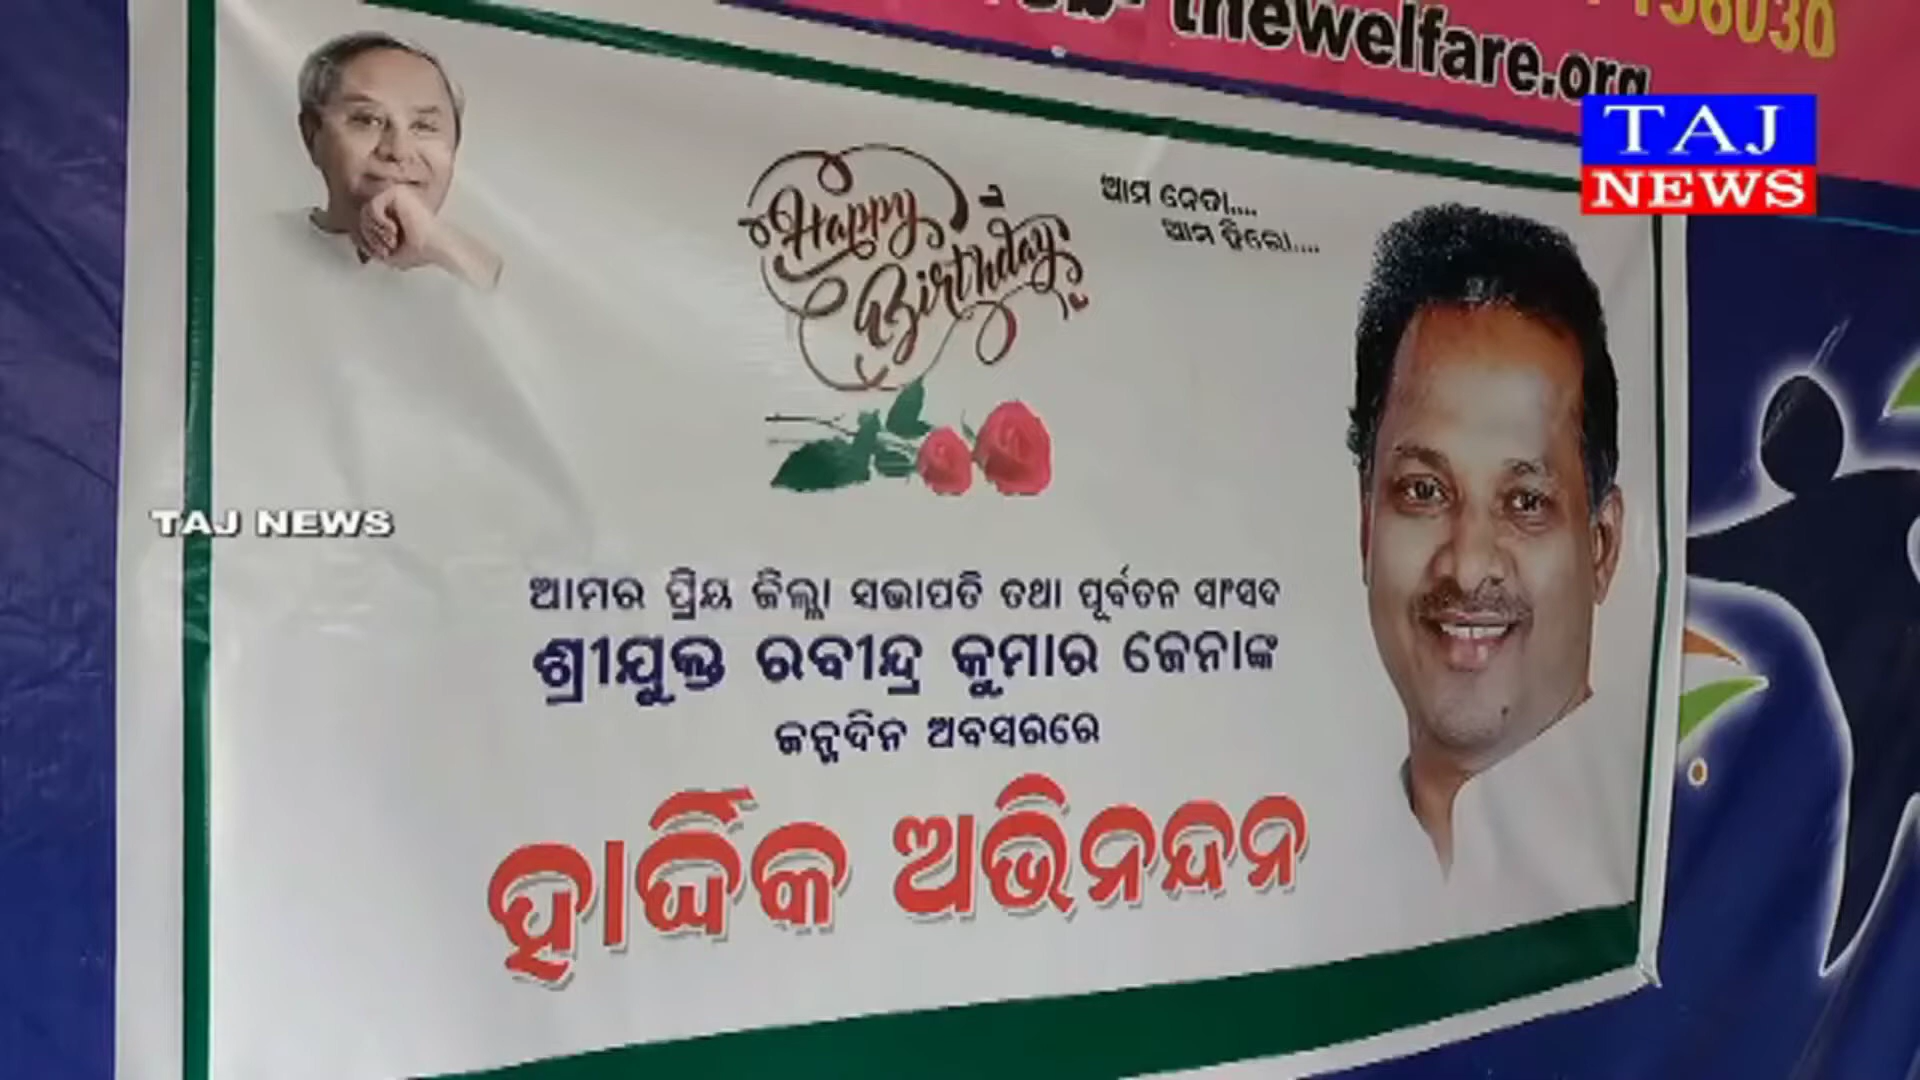 thewelfare.org
TAJ
NEWS
Happy
Birthday
ଆମ ନେତା....
ଆମ ହିରୋ....
TAJ NEWS
ଆମର ପ୍ରିୟ ଜିଲ୍ଲା ସଭାପତି ତଥା ପୂର୍ବତନ ସାଂସଦ
ଶ୍ରୀଯୁକ୍ତ ରବୀନ୍ଦ୍ର କୁମାର ଜେନାଙ୍କ
ଜନ୍ମଦିନ ଅବସରରେ
ହାର୍ଦ୍ଦିକ ଅଭିନନ୍ଦନ